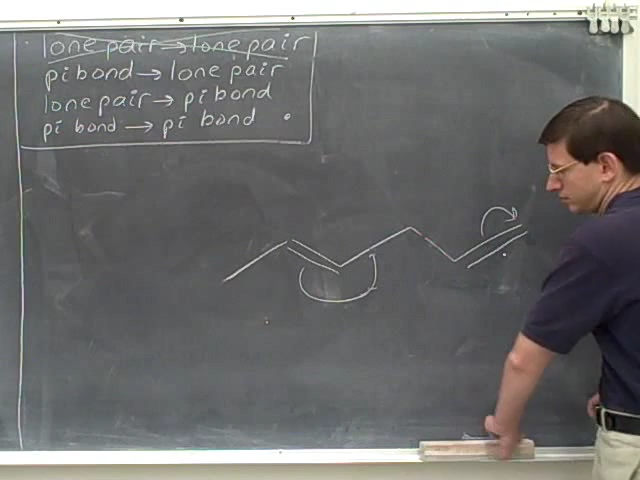 lone pair → lone pair
pi bond → lone pair
lone pair → pi bond
pi bond → pi bond